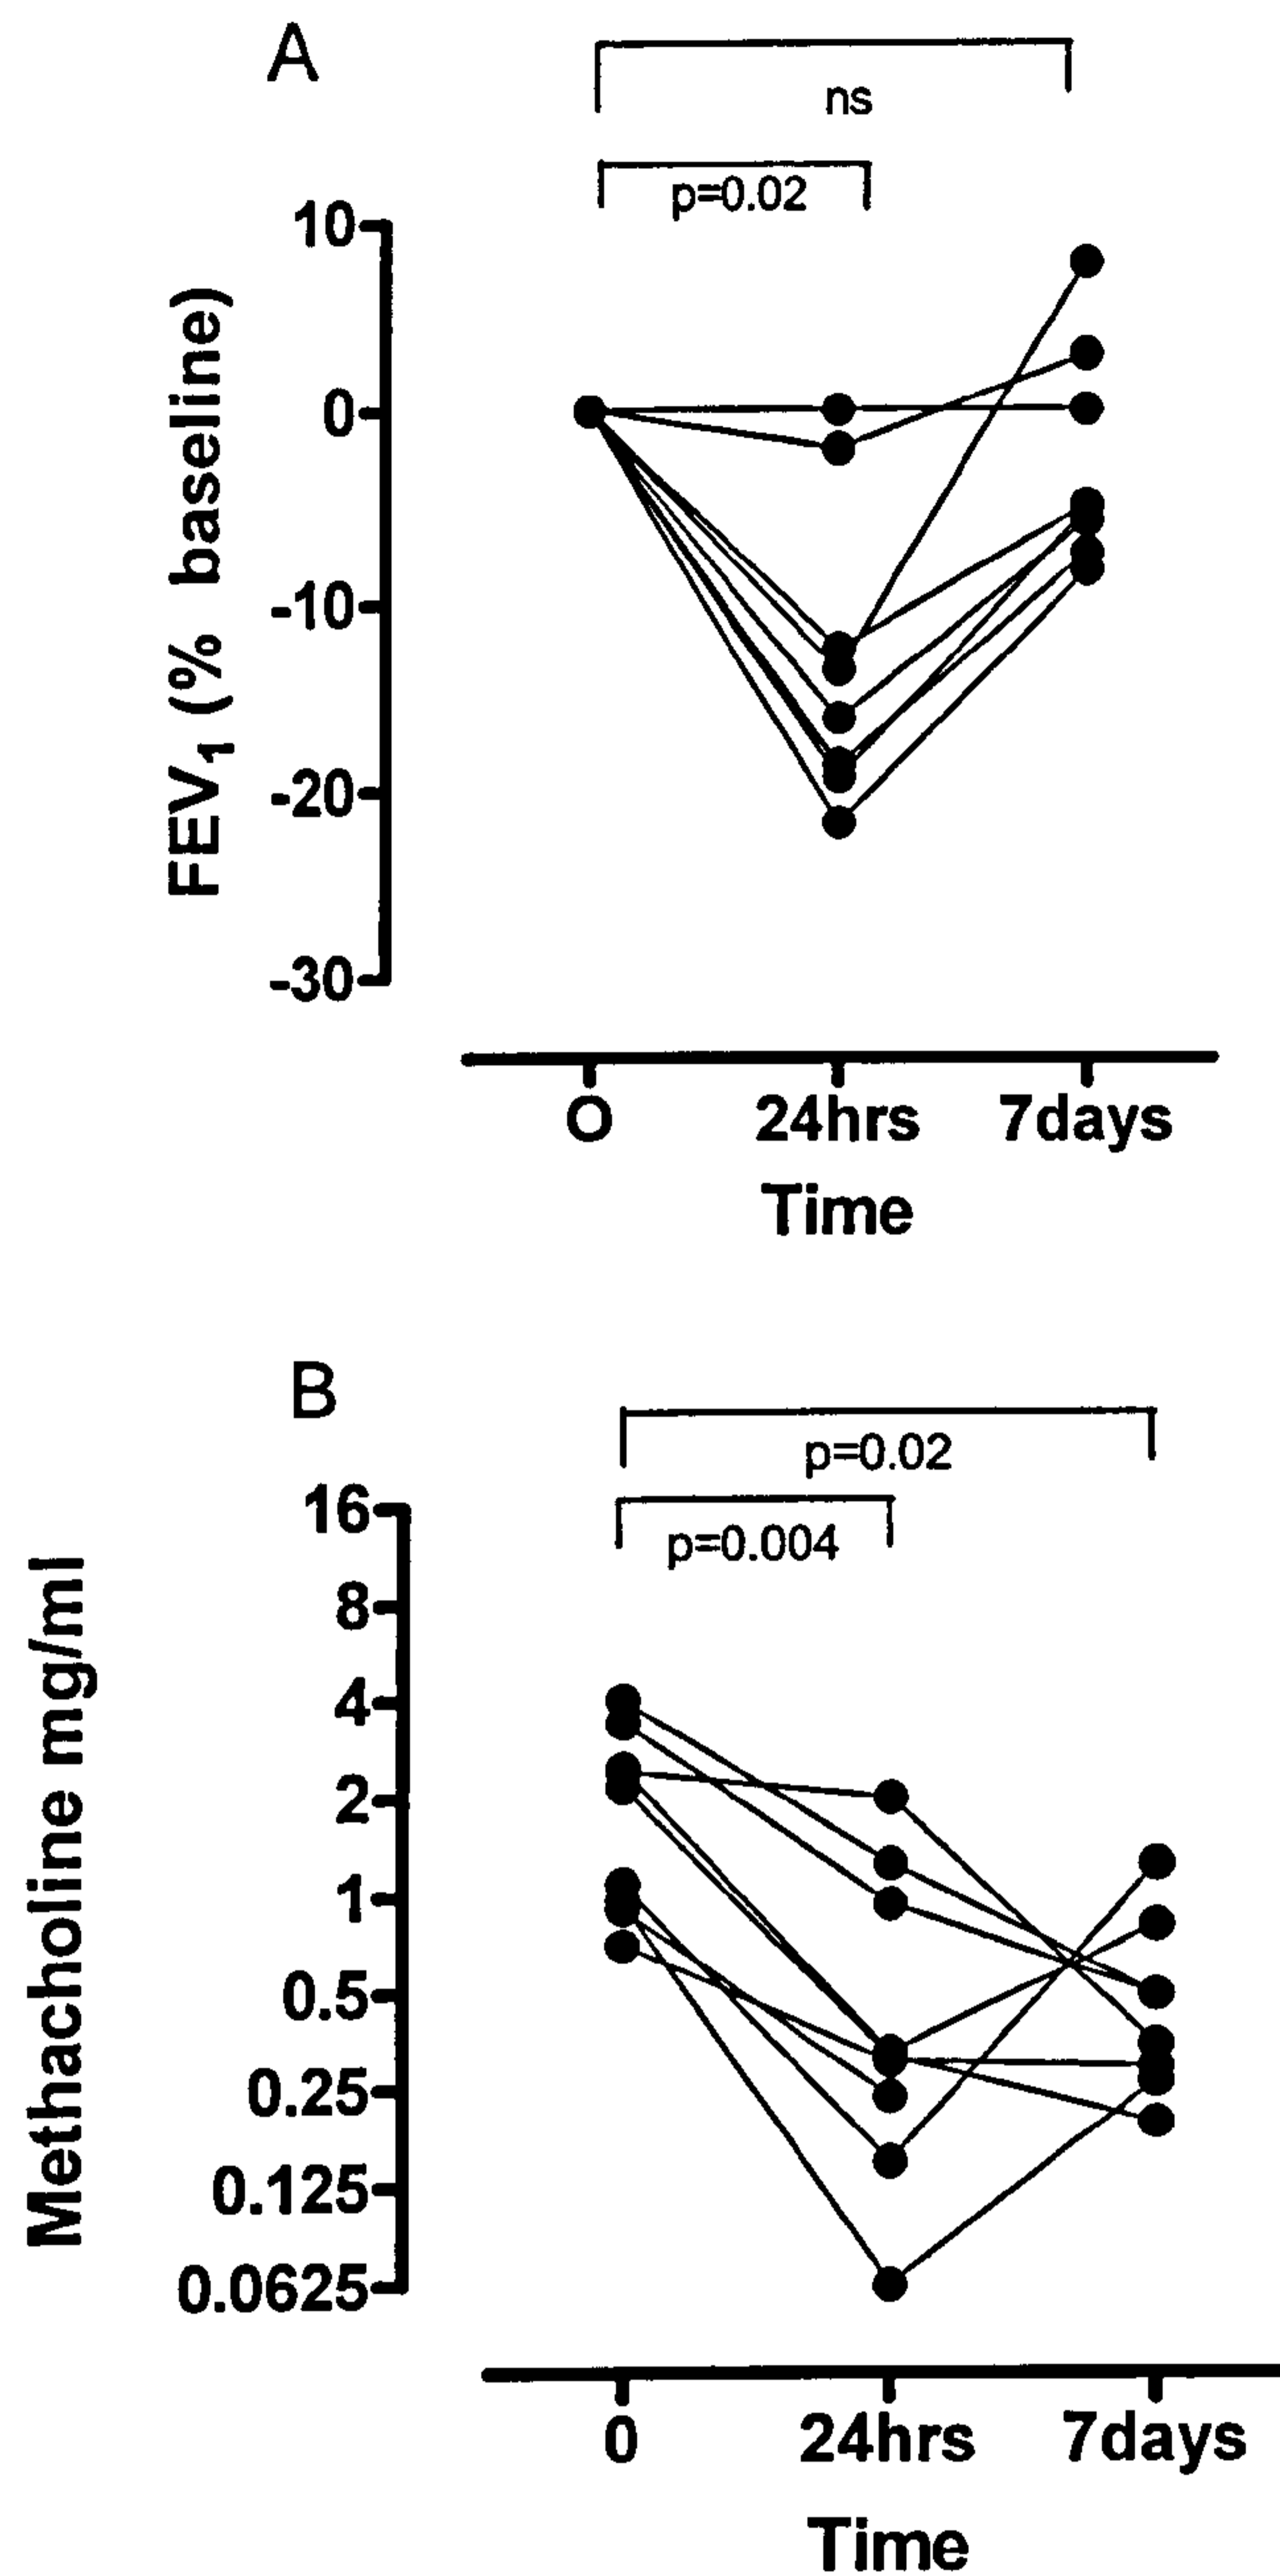 A
ns
p=0.02
10
0
-10
-20
-30
FEV1 (% baseline)
O
24hrs
7days
Time
B
p=0.02
p=0.004
16
8
4
2
1
0.5
0.25
0.125
0.0625
Methacholine mg/ml
0
24hrs
7days
Time